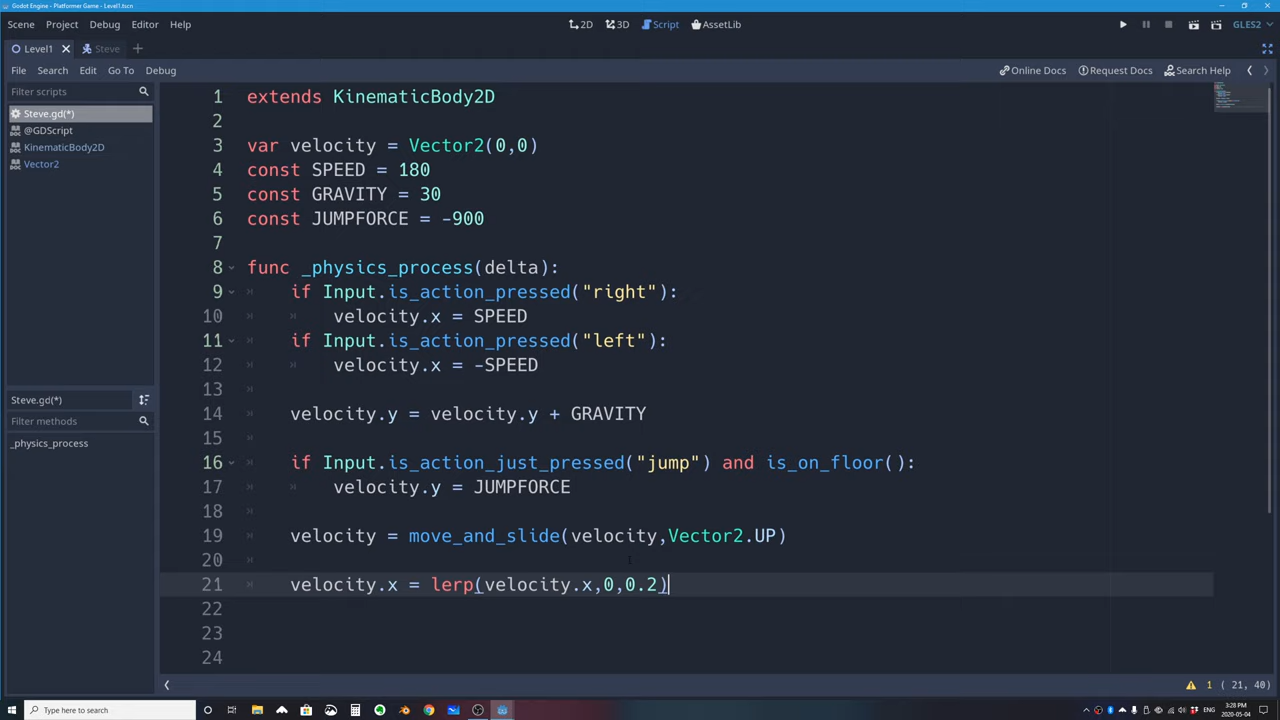 Godot Engine - Platformer Game - Level1.tscn
Scene Project Debug Editor Help
2D 3D Script AssetLib
GLES2
Level1 Steve
File Search Edit Go To Debug
Online Docs Request Docs Search Help
Filter scripts
Steve.gd(*)
@GDScript
KinematicBody2D
Vector2
Steve.gd(*)
Filter methods
_physics_process
1 extends KinematicBody2D
2
3 var velocity = Vector2(0,0)
4 const SPEED = 180
5 const GRAVITY = 30
6 const JUMPFORCE = -900
7
8 func _physics_process(delta):
9 if Input.is_action_pressed("right"):
10 velocity.x = SPEED
11 if Input.is_action_pressed("left"):
12 velocity.x = -SPEED
13
14 velocity.y = velocity.y + GRAVITY
15
16 if Input.is_action_just_pressed("jump") and is_on_floor():
17 velocity.y = JUMPFORCE
18
19 velocity = move_and_slide(velocity,Vector2.UP)
20
21 velocity.x = lerp(velocity.x,0,0.2)
22
23
24
1 ( 21, 40)
Type here to search
3:28 PM
2020-05-04